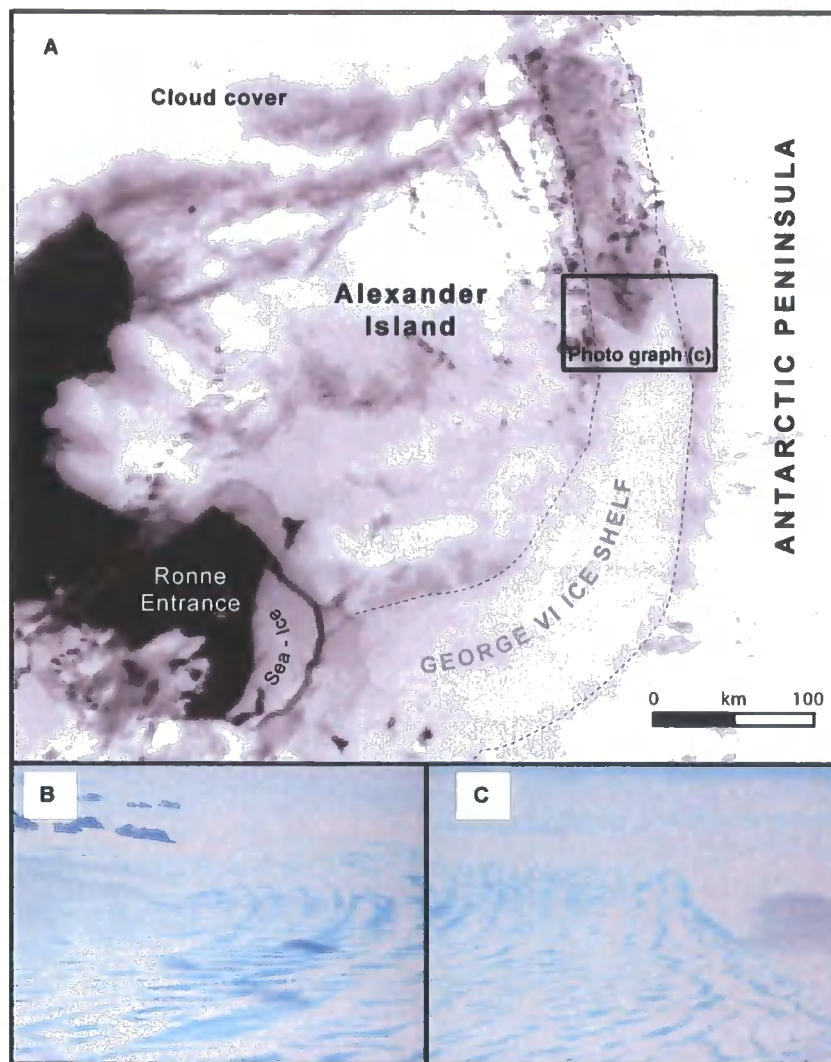 A
Cloud cover
ANTARCTIC PENINSULA
Alexander
Island
Photo graph (c)
GEORGE VI ICE SHELF
Ronne
Entrance
Sea - Ice
0 km 100
B
C